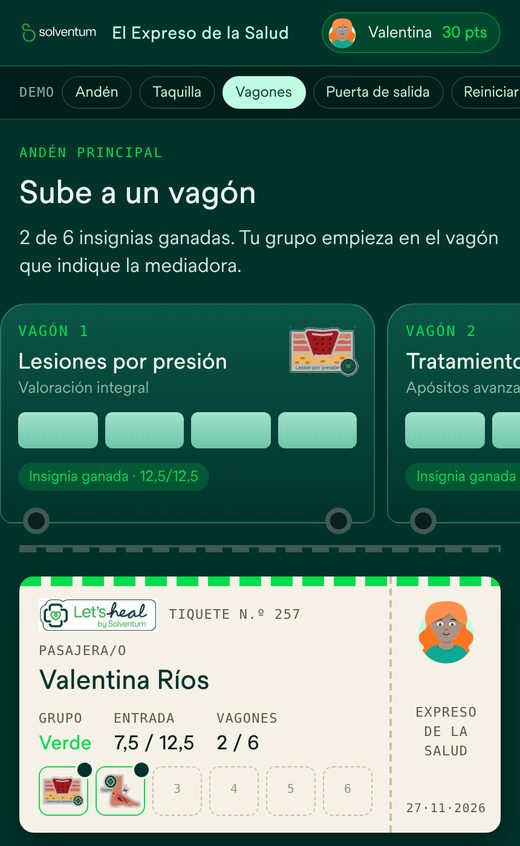 solventum El Expreso de la Salud Valentina 30 pts
DEMO Andén Taquilla Vagones Puerta de salida Reiniciar
ANDÉN PRINCIPAL
Sube a un vagón
2 de 6 insignias ganadas. Tu grupo empieza en el vagón
que indique la mediadora.
VAGÓN 1
Lesiones por presión
Valoración integral
Lesión por presión
Insignia ganada · 12,5/12,5
VAGÓN 2
Tratamiento
Apósitos avanza
Insignia ganada
Let's heal
by Solventum
TIQUETE N.º 257
PASAJERA/O
Valentina Ríos
GRUPO ENTRADA VAGONES
Verde 7,5 / 12,5 2 / 6
3 4 5 6
EXPRESO
DE LA
SALUD
27·11·2026